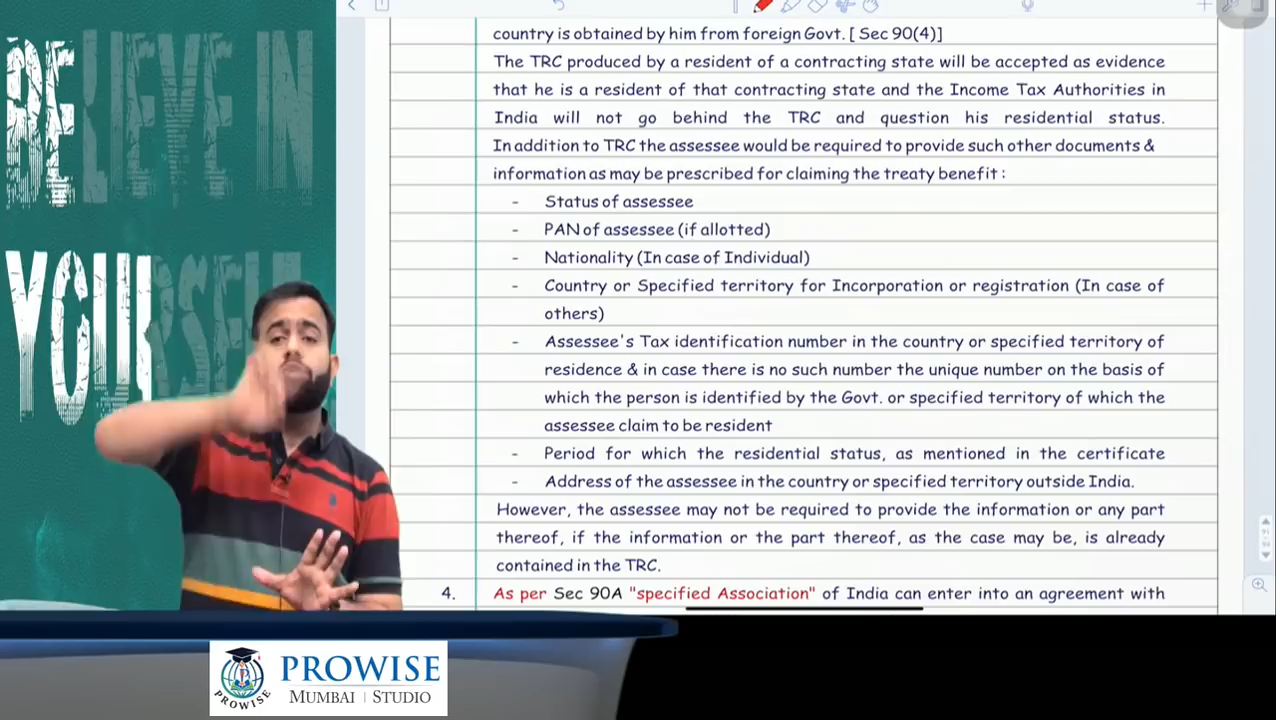 BELIEVE IN
YOURSELF
country is obtained by him from foreign Govt. [ Sec 90(4)]
The TRC produced by a resident of a contracting state will be accepted as evidence
that he is a resident of that contracting state and the Income Tax Authorities in
India will not go behind the TRC and question his residential status.
In addition to TRC the assessee would be required to provide such other documents &
information as may be prescribed for claiming the treaty benefit :
- Status of assessee
- PAN of assessee (if allotted)
- Nationality (In case of Individual)
- Country or Specified territory for Incorporation or registration (In case of
others)
- Assessee's Tax identification number in the country or specified territory of
residence & in case there is no such number the unique number on the basis of
which the person is identified by the Govt. or specified territory of which the
assessee claim to be resident
- Period for which the residential status, as mentioned in the certificate
- Address of the assessee in the country or specified territory outside India.
However, the assessee may not be required to provide the information or any part
thereof, if the information or the part thereof, as the case may be, is already
contained in the TRC.
4. As per Sec 90A "specified Association" of India can enter into an agreement with
PROWISE
PROWISE
MUMBAI | STUDIO